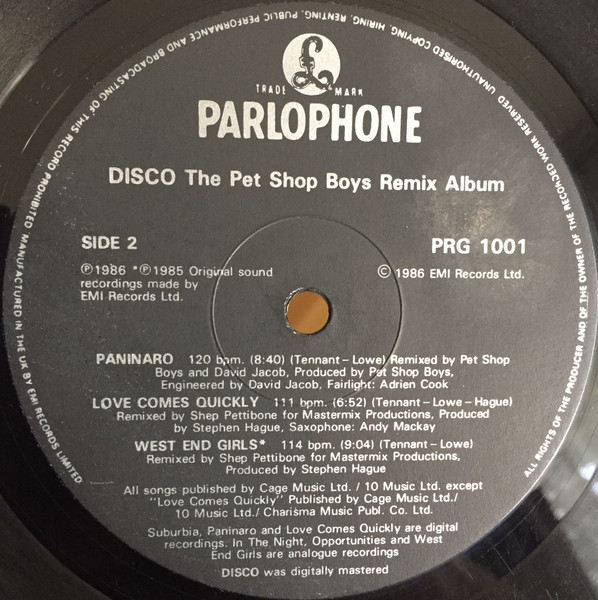 UNAUTHORISED COPYING, HIRING, RENTING, PUBLIC PERFORMANCE AND BROADCASTING OF THIS RECORD PROHIBITED. MANUFACTURED IN THE UK BY EMI RECORDS LIMITED
ALL RIGHTS OF THE PRODUCER AND OF THE OWNER OF THE RECORDED WORK RESERVED
£
TRADE MARK
PARLOPHONE
DISCO The Pet Shop Boys Remix Album
SIDE 2 PRG 1001
℗1986 *℗1985 Original sound © 1986 EMI Records Ltd.
recordings made by
EMI Records Ltd.
PANINARO 120 bpm. (8:40) (Tennant–Lowe) Remixed by Pet Shop
Boys and David Jacob, Produced by Pet Shop Boys,
Engineered by David Jacob, Fairlight: Adrien Cook
LOVE COMES QUICKLY 111 bpm. (6:52) (Tennant–Lowe–Hague)
Remixed by Shep Pettibone for Mastermix Productions, Produced
by Stephen Hague, Saxophone: Andy Mackay
WEST END GIRLS* 114 bpm. (9:04) (Tennant–Lowe)
Remixed by Shep Pettibone for Mastermix Productions,
Produced by Stephen Hague
All songs published by Cage Music Ltd. / 10 Music Ltd. except
"Love Comes Quickly" Published by Cage Music Ltd./
10 Music Ltd./ Charisma Music Publ. Co. Ltd.
Suburbia, Paninaro and Love Comes Quickly are digital
recordings. In The Night, Opportunities and West
End Girls are analogue recordings
DISCO was digitally mastered